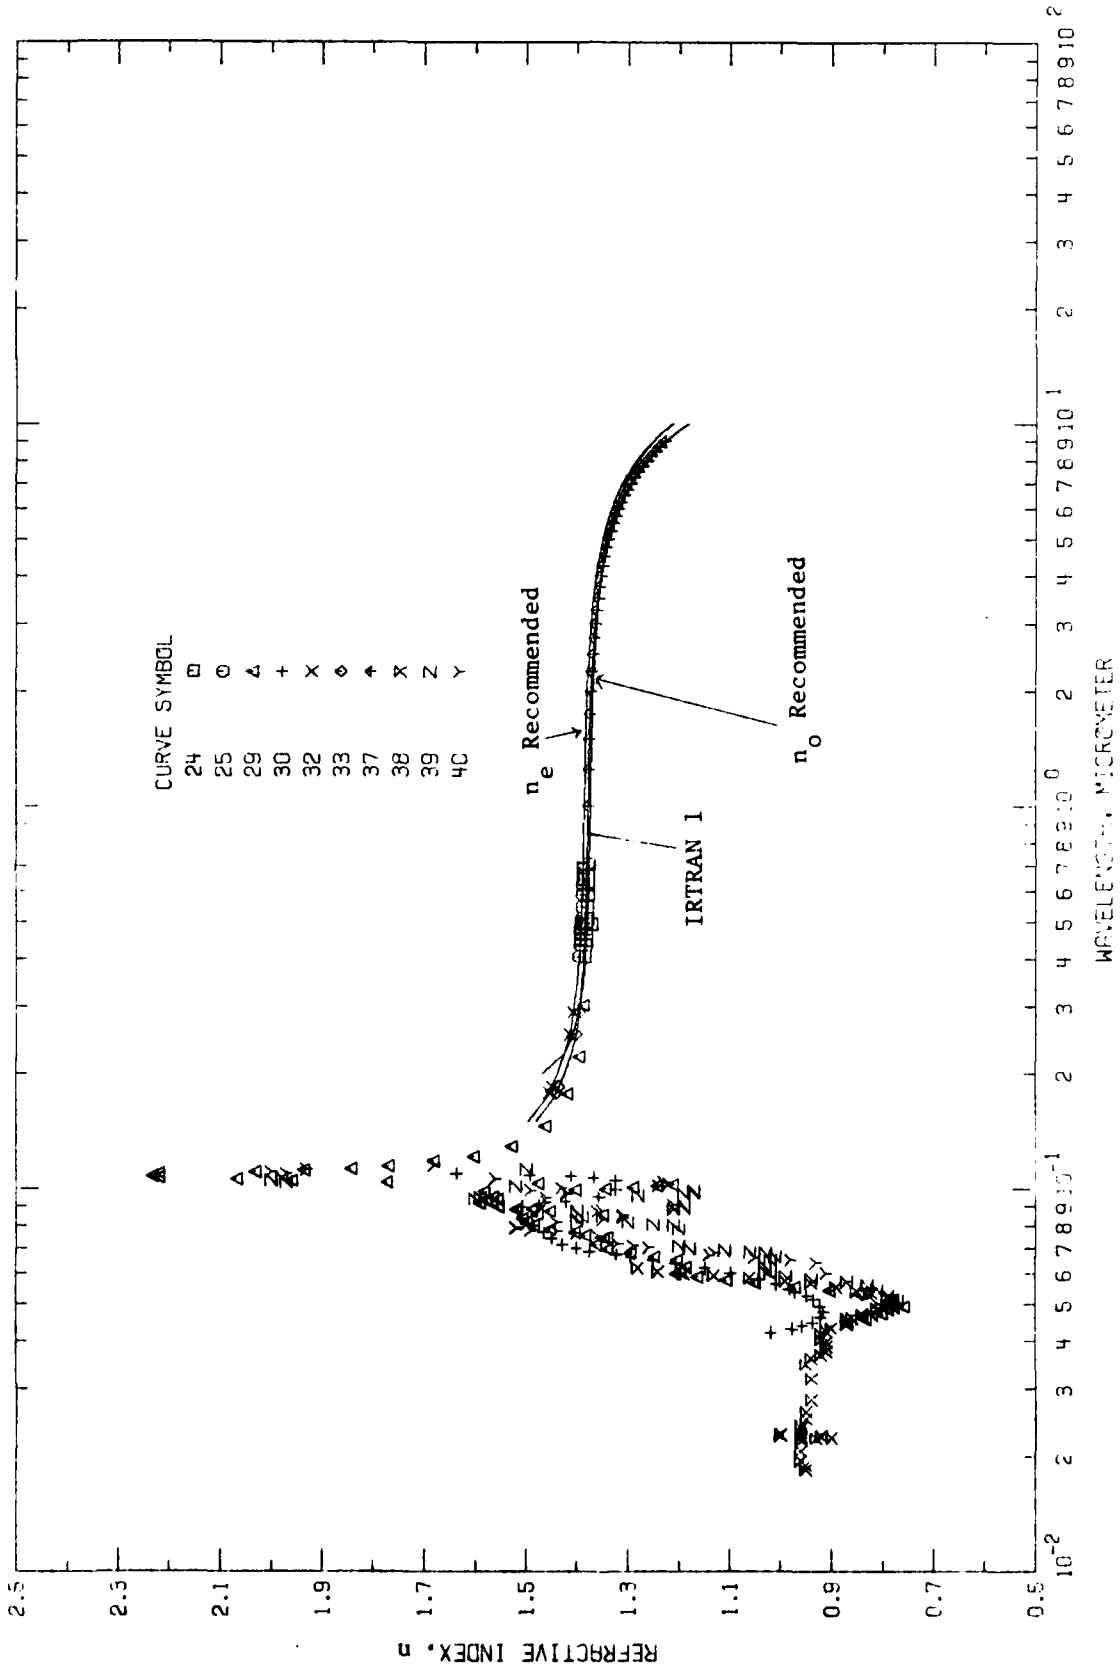 CURVE SYMBOL
24
25
29
30
32
33
37
38
39
40
n_e Recommended
n_o Recommended
IRTRAN 1
REFRACTIVE INDEX, n
2.5
2.3
1.9
1.7
1.5
1.3
1.1
0.9
0.7
0.5
10^-2 2 3 4 5 6 7 8 9 10^-1 2 3 4 5 6 7 8 9 10^0 2 3 4 5 6 7 8 9 10^1 2 3 4 5 6 7 8 9 10^2
WAVELENGTH, MICROMETER